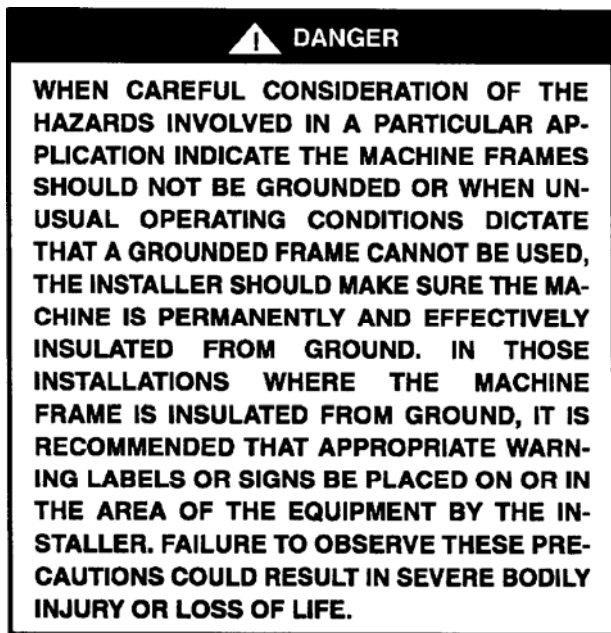 DANGER
WHEN CAREFUL CONSIDERATION OF THE
HAZARDS INVOLVED IN A PARTICULAR AP-
PLICATION INDICATE THE MACHINE FRAMES
SHOULD NOT BE GROUNDED OR WHEN UN-
USUAL OPERATING CONDITIONS DICTATE
THAT A GROUNDED FRAME CANNOT BE USED,
THE INSTALLER SHOULD MAKE SURE THE MA-
CHINE IS PERMANENTLY AND EFFECTIVELY
INSULATED FROM GROUND. IN THOSE
INSTALLATIONS WHERE THE MACHINE
FRAME IS INSULATED FROM GROUND, IT IS
RECOMMENDED THAT APPROPRIATE WARN-
ING LABELS OR SIGNS BE PLACED ON OR IN
THE AREA OF THE EQUIPMENT BY THE IN-
STALLER. FAILURE TO OBSERVE THESE PRE-
CAUTIONS COULD RESULT IN SEVERE BODILY
INJURY OR LOSS OF LIFE.